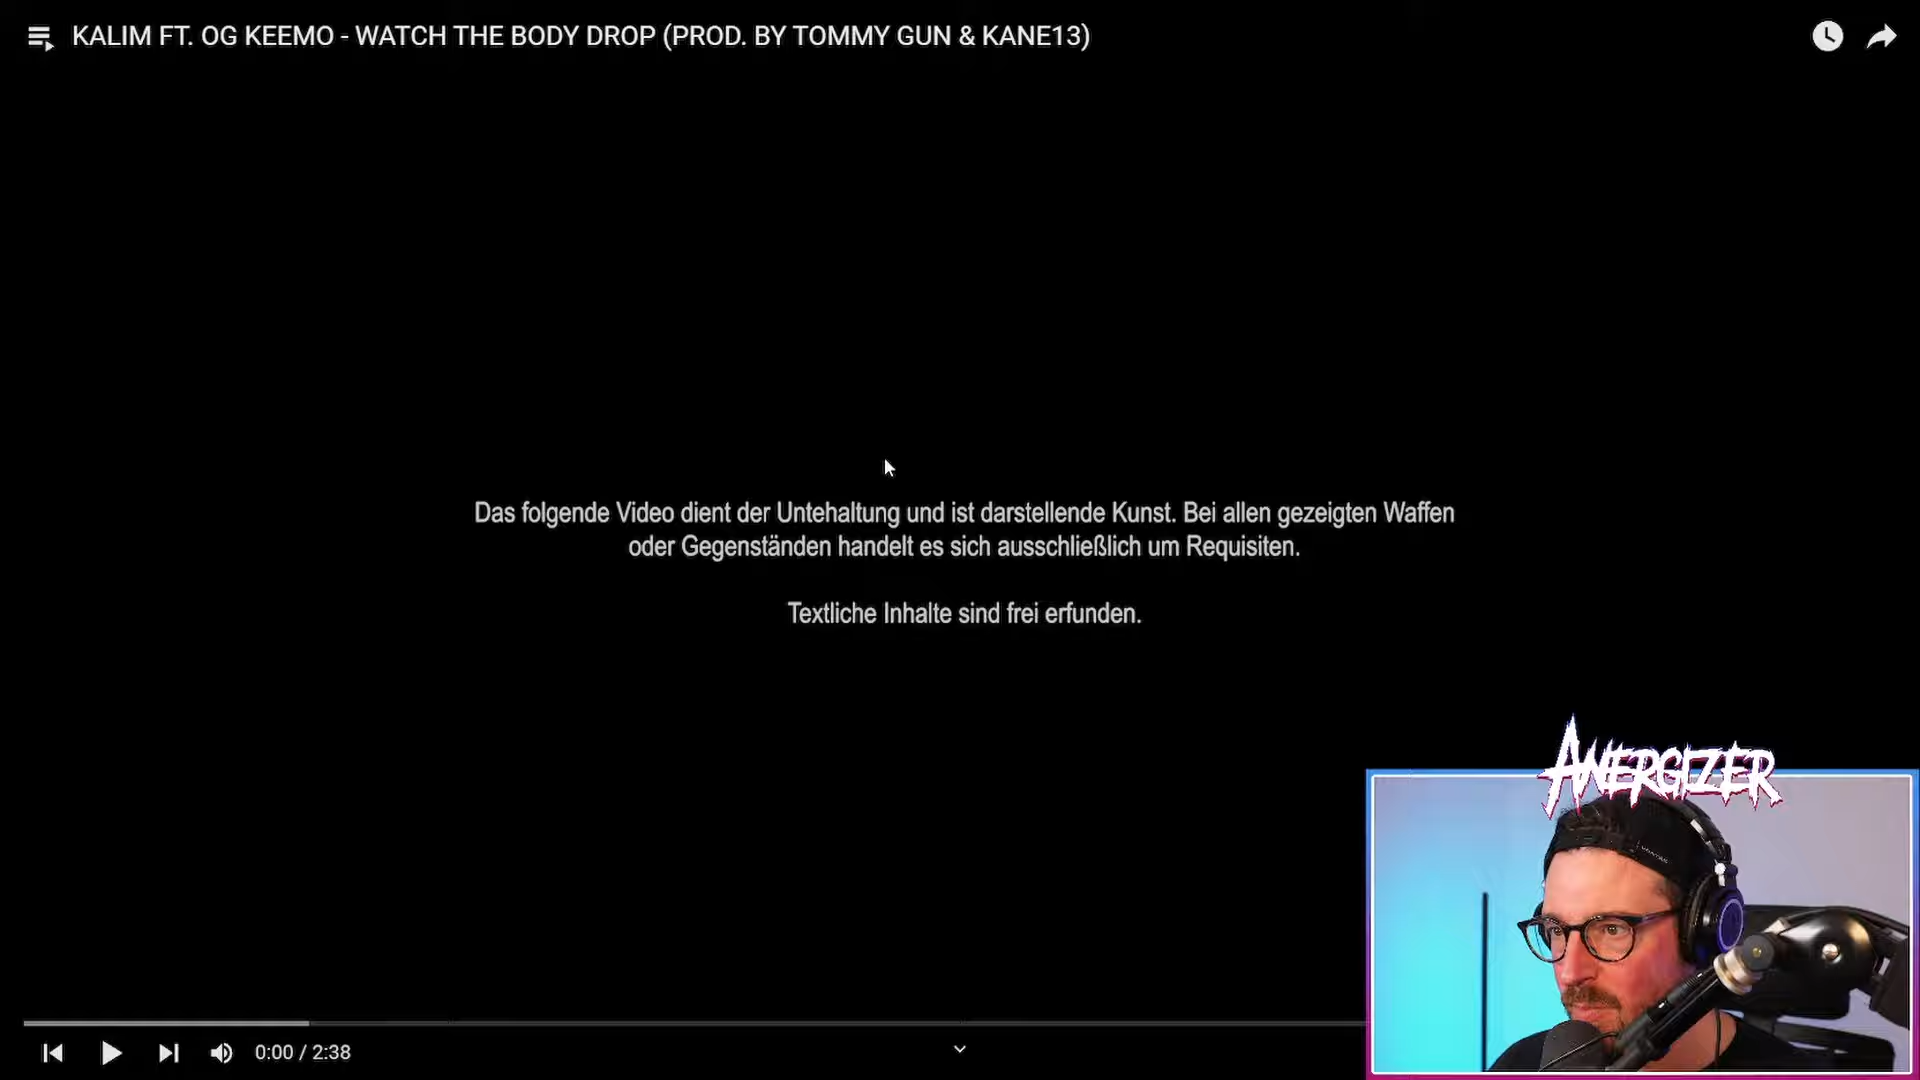 KALIM FT. OG KEEMO - WATCH THE BODY DROP (PROD. BY TOMMY GUN & KANE13)
Das folgende Video dient der Untehaltung und ist darstellende Kunst. Bei allen gezeigten Waffen
oder Gegenständen handelt es sich ausschließlich um Requisiten.
Textliche Inhalte sind frei erfunden.
ANERGIZER
0:00 / 2:38